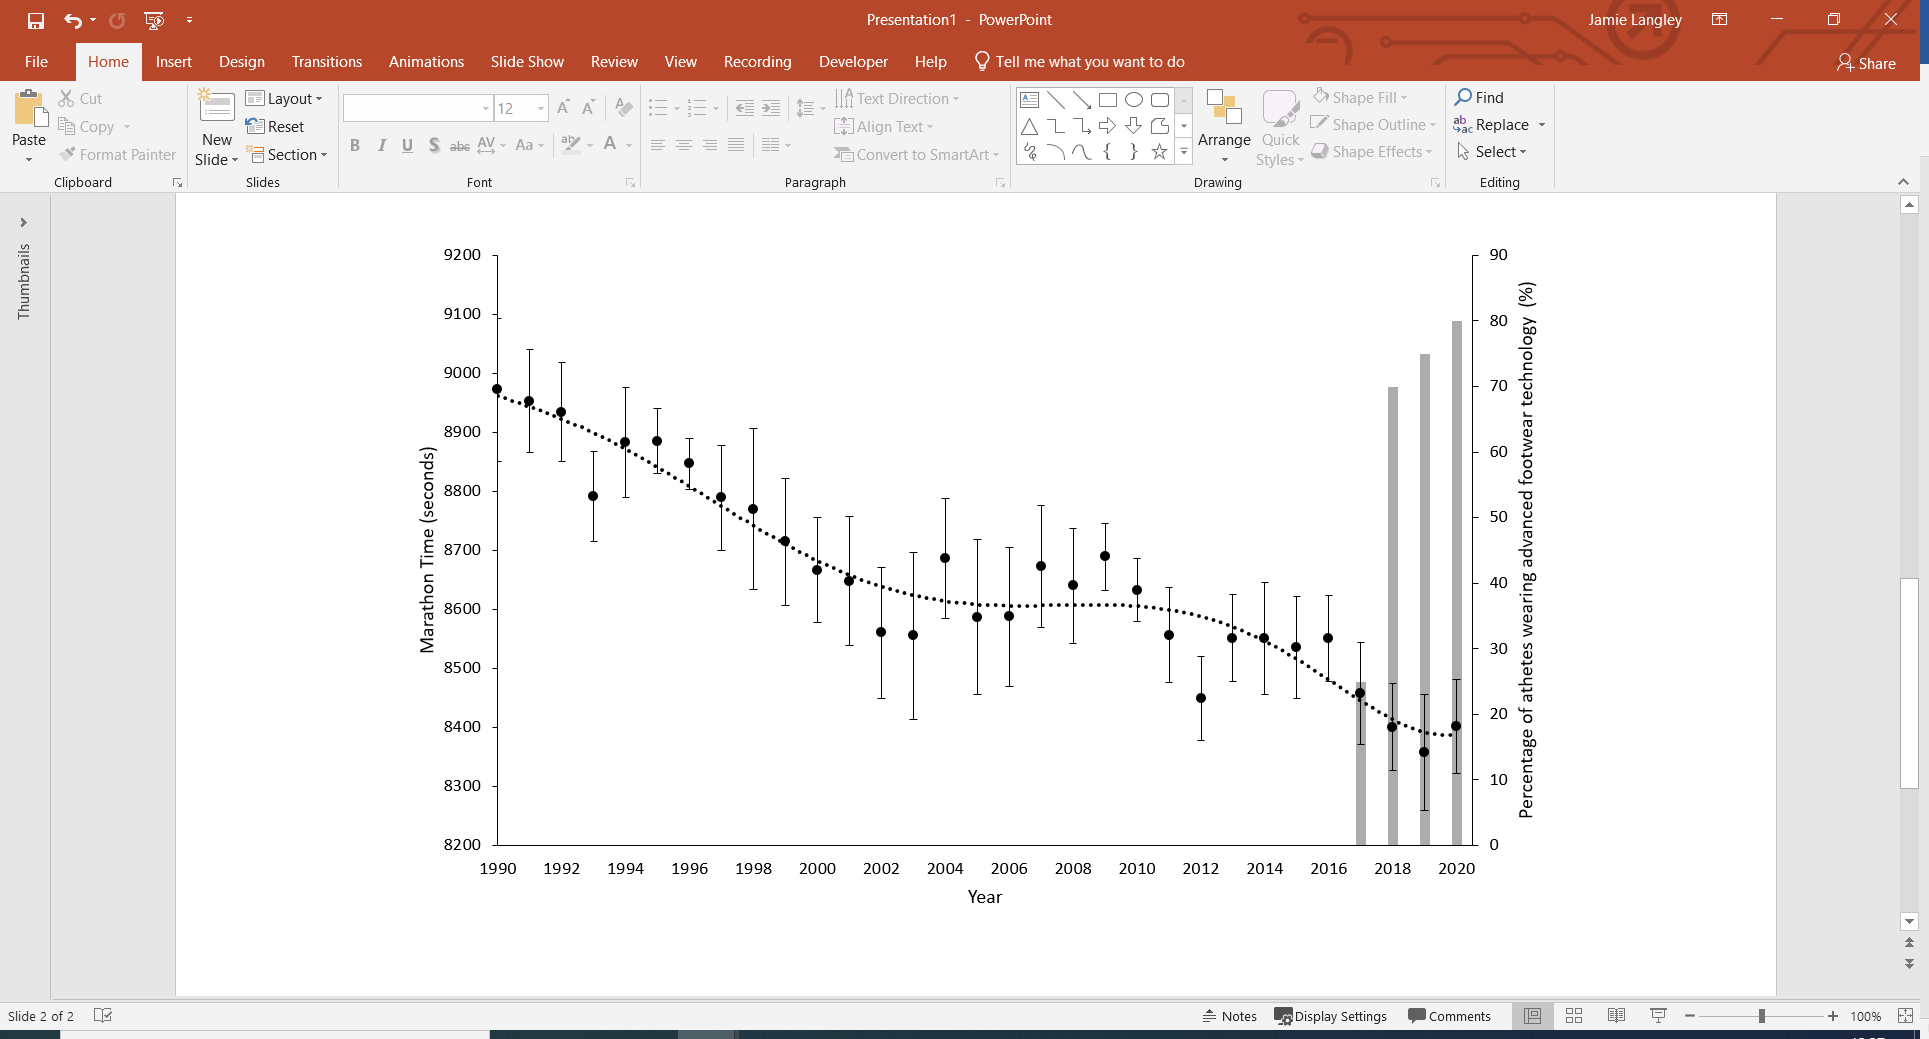 Presentation1 - PowerPoint
Jamie Langley
File Home Insert Design Transitions Animations Slide Show Review View Recording Developer Help Tell me what you want to do
Share
Paste
Cut
Copy
Format Painter
Clipboard
New Slide
Layout
Reset
Section
Slides
12
B I U S abc AV Aa A
Font
Text Direction
Align Text
Convert to SmartArt
Paragraph
Arrange
Quick Styles
Shape Fill
Shape Outline
Shape Effects
Drawing
Find
Replace
Select
Editing
Thumbnails
Marathon Time (seconds)
9200
9100
9000
8900
8800
8700
8600
8500
8400
8300
8200
90
80
70
60
50
40
30
20
10
0
Percentage of athetes wearing advanced footwear technology (%)
1990 1992 1994 1996 1998 2000 2002 2004 2006 2008 2010 2012 2014 2016 2018 2020
Year
Slide 2 of 2
Notes
Display Settings
Comments
100%